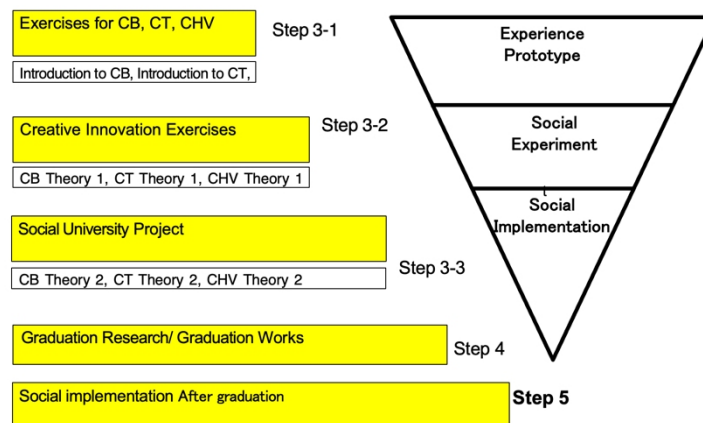 Exercises for CB, CT, CHV
Step 3-1
Introduction to CB, Introduction to CT,
Creative Innovation Exercises
Step 3-2
CB Theory 1, CT Theory 1, CHV Theory 1
Social University Project
CB Theory 2, CT Theory 2, CHV Theory 2
Step 3-3
Graduation Research/ Graduation Works
Step 4
Social implementation After graduation
Step 5
Experience
Prototype
Social
Experiment
t
Social
Implementation